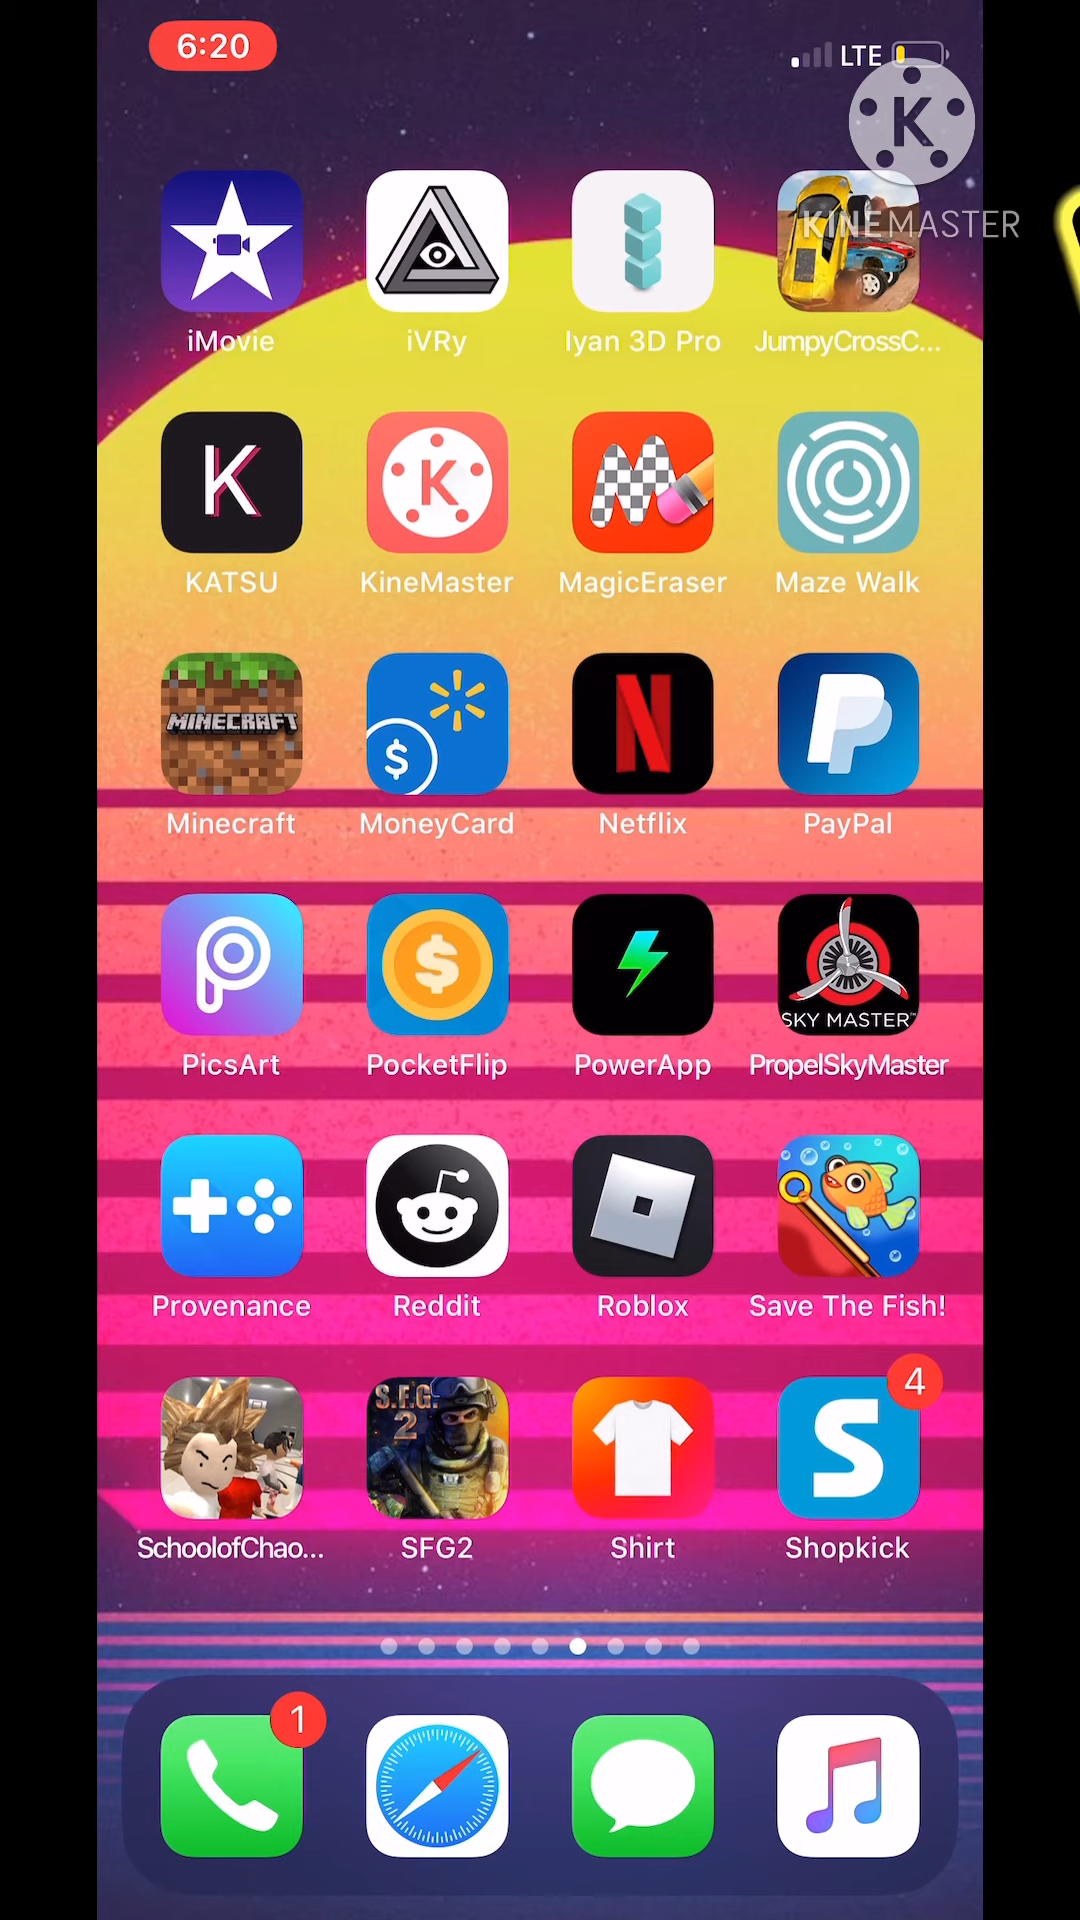 6:20
LTE
K
KINEMASTER
iMovie
iVRy
Iyan 3D Pro
JumpyCrossC...
K
K
M
KATSU
KineMaster
MagicEraser
Maze Walk
MINECRAFT
$
N
P
Minecraft
MoneyCard
Netflix
PayPal
P
$
SKY MASTER™
PicsArt
PocketFlip
PowerApp
PropelSkyMaster
Provenance
Reddit
Roblox
Save The Fish!
S.F.G.
2
S
4
SchoolofChao...
SFG2
Shirt
Shopkick
1